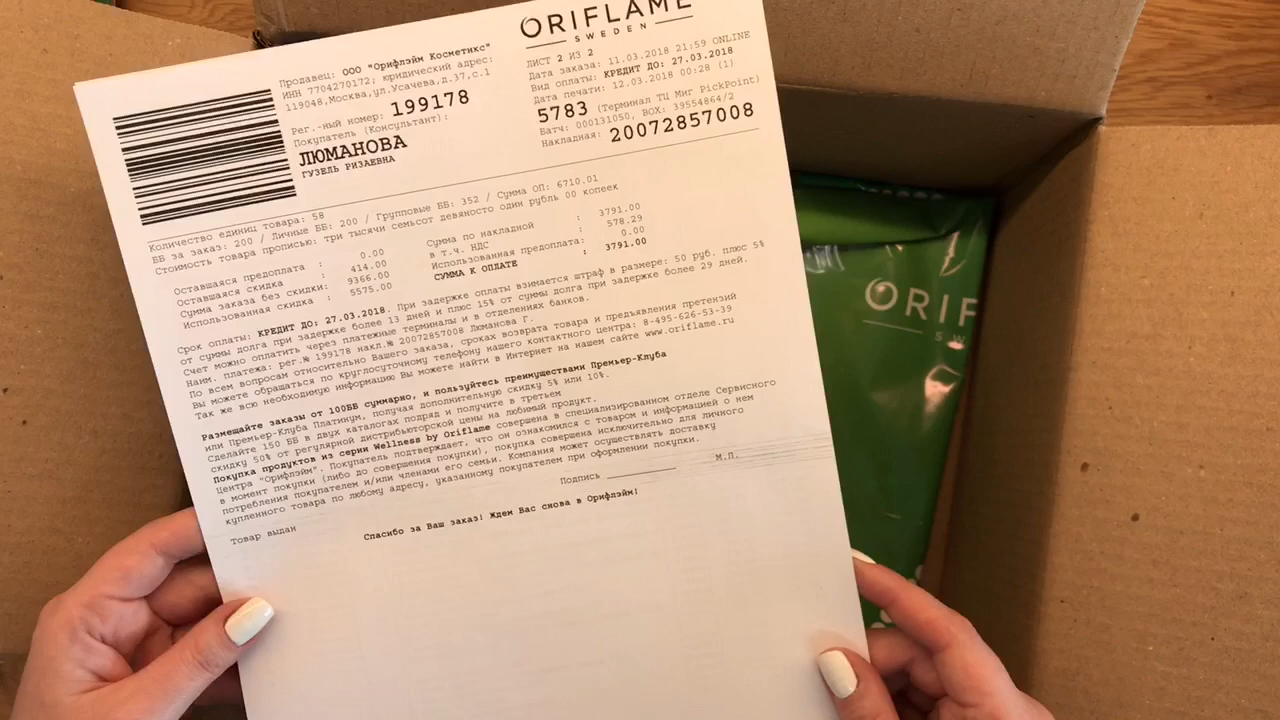 ORIFLAME
SWEDEN
Продавец: ООО "Орифлэйм Косметикс"
ИНН 7704270172; юридический адрес:
119048,Москва,ул.Усачева,д.37,с.1
Рег.-ный номер: 199178
Покупатель (Консультант):
ЛЮМАНОВА
ГУЗЕЛЬ РИЗАЕВНА
ЛИСТ 2 ИЗ 2
Дата заказа: 11.03.2018 21:59 ONLINE
Вид оплаты: КРЕДИТ ДО: 27.03.2018
Дата печати: 12.03.2018 00:28 (1)
5783 (Терминал ТЦ Миг PickPoint)
Батч: 000131050, BOX: 39554864/2
Накладная: 20072857008
Количество единиц товара: 58
ББ за заказ: 200 / Личные ББ: 200 / Групповые ББ: 352 / Сумма ОП: 6710.01
Стоимость товара прописью: три тысячи семьсот девяносто один рубль 00 копеек
Оставшаяся предоплата : 0.00
Оставшаяся скидка : 414.00
Сумма заказа без скидки: 9366.00
Использованная скидка : 5575.00
Сумма по накладной : 3791.00
в т.ч. НДС : 578.29
Использованная предоплата: 0.00
СУММА К ОПЛАТЕ : 3791.00
Срок оплаты: КРЕДИТ ДО: 27.03.2018. При задержке оплаты взимается штраф в размере: 50 руб. плюс 5%
от суммы долга при задержке более 13 дней и плюс 15% от суммы долга при задержке более 29 дней.
Счет можно оплатить через платежные терминалы и в отделениях банков.
Наим. платежа: рег.№ 199178 накл.№ 20072857008 Люманова Г.
По всем вопросам относительно Вашего заказа, сроках возврата товара и предъявления претензий
Вы можете обращаться по круглосуточному телефону нашего контактного центра: 8-495-626-53-39
Так же всю необходимую информацию Вы можете найти в Интернет на нашем сайте www.oriflame.ru
Размещайте заказы от 100ББ суммарно, и пользуйтесь преимуществами Премьер-Клуба
или Премьер-Клуба Платинум, получая дополнительную скидку 5% или 10%.
Сделайте 150 ББ в двух каталогах подряд и получите в третьем
скидку 50% от регулярной дистрибьюторской цены на любимый продукт.
Покупка продуктов из серии Wellness by Oriflame совершена в специализированном отделе Сервисного
Центра "Орифлэйм". Покупатель подтверждает, что он ознакомился с товаром и информацией о нем
в момент покупки (либо до совершения покупки), покупка совершена исключительно для личного
потребления покупателем и/или членами его семьи. Компания может осуществлять доставку
купленного товара по любому адресу, указанному покупателем при оформлении покупки.
Товар выдан
Подпись
М.П.
Спасибо за Ваш заказ! Ждем Вас снова в Орифлэйм!
ORIF
SW